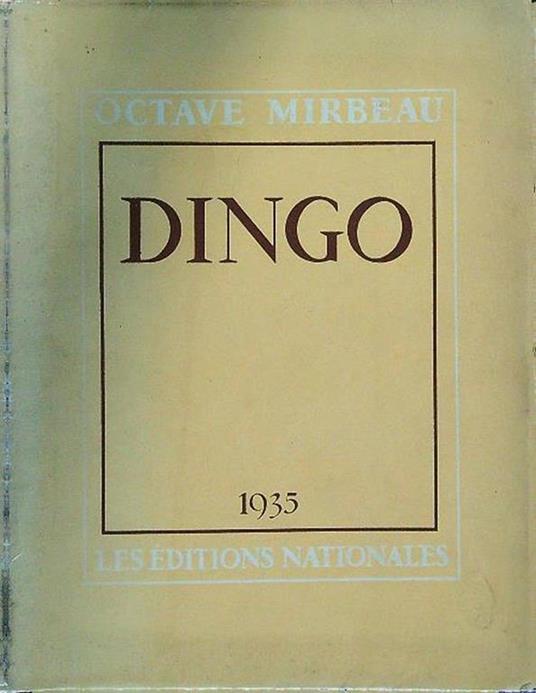 OCTAVE MIRBEAU
DINGO
1935
LES ÉDITIONS NATIONALES